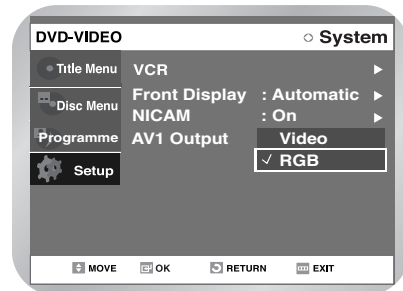 DVD-VIDEO System
Title Menu
Disc Menu
Programme
Setup
VCR
Front Display : Automatic
NICAM : On
AV1 Output Video
✓ RGB
MOVE OK RETURN EXIT